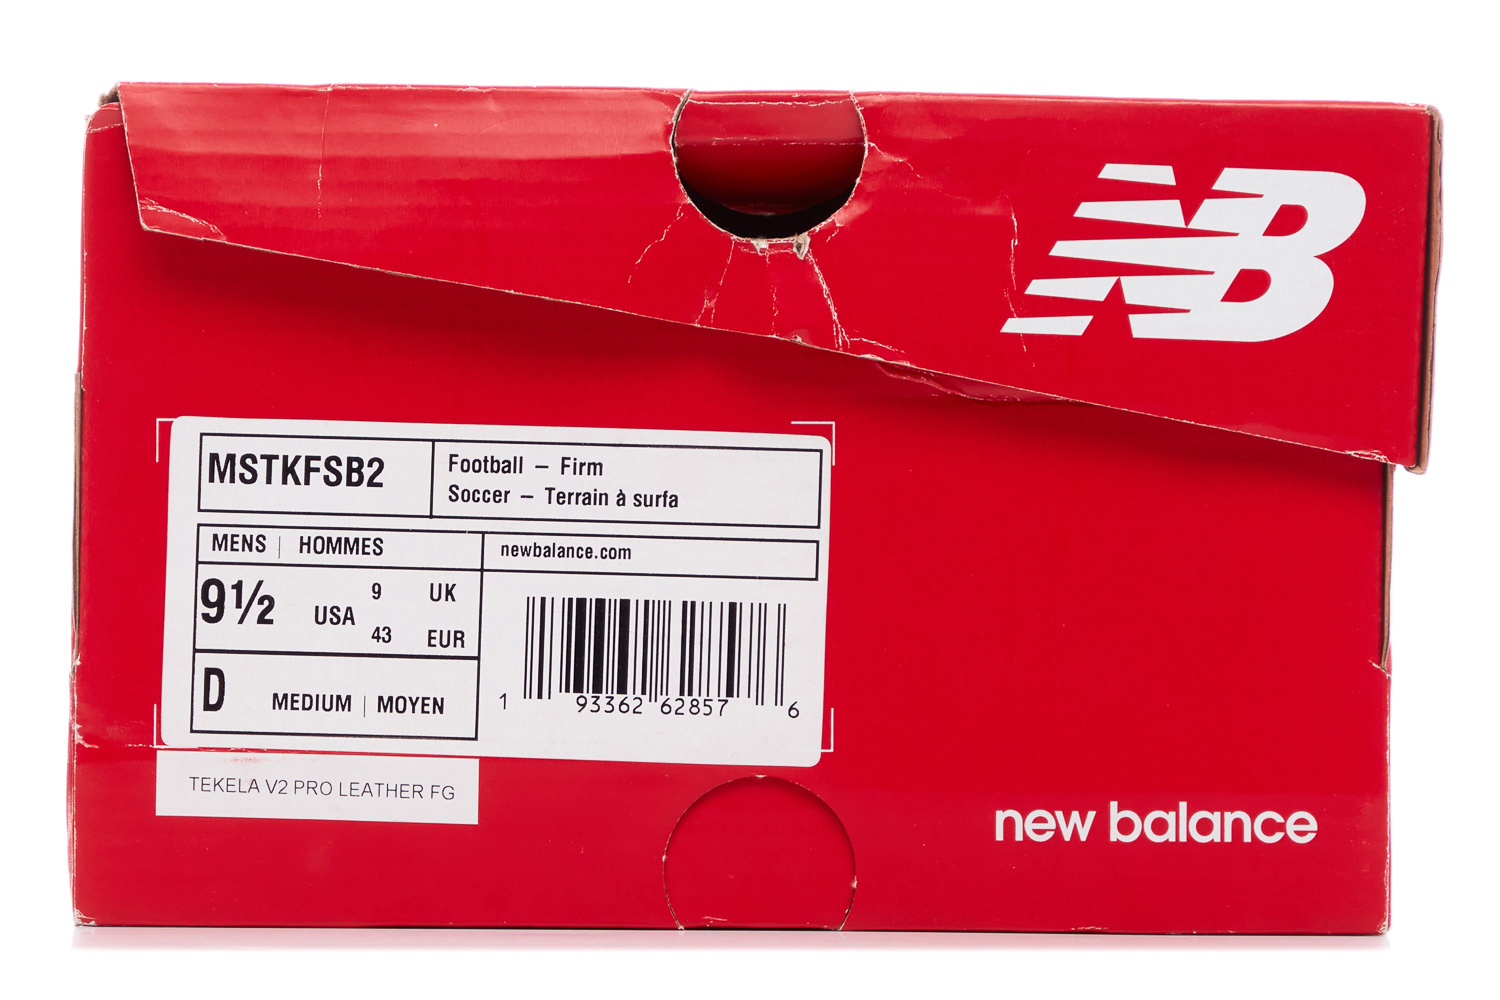 NB
MSTKFSB2
Football – Firm
Soccer – Terrain à surfa
MENS | HOMMES
newbalance.com
9½ USA 9 UK
43 EUR
D MEDIUM | MOYEN
1 93362 62857 6
TEKELA V2 PRO LEATHER FG
new balance